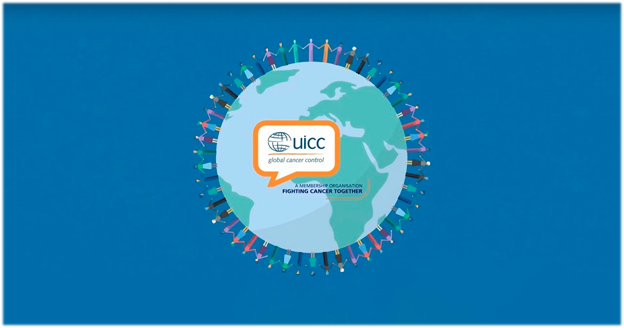 uicc
global cancer control
A MEMBERSHIP ORGANISATION
FIGHTING CANCER TOGETHER